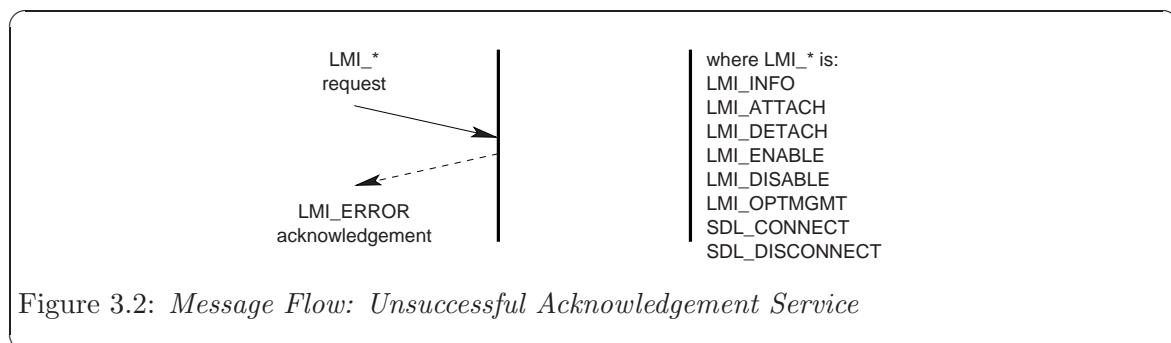 LMI_*
request
LMI_ERROR
acknowledgement
where LMI_* is:
LMI_INFO
LMI_ATTACH
LMI_DETACH
LMI_ENABLE
LMI_DISABLE
LMI_OPTMGMT
SDL_CONNECT
SDL_DISCONNECT
Figure 3.2: Message Flow: Unsuccessful Acknowledgement Service